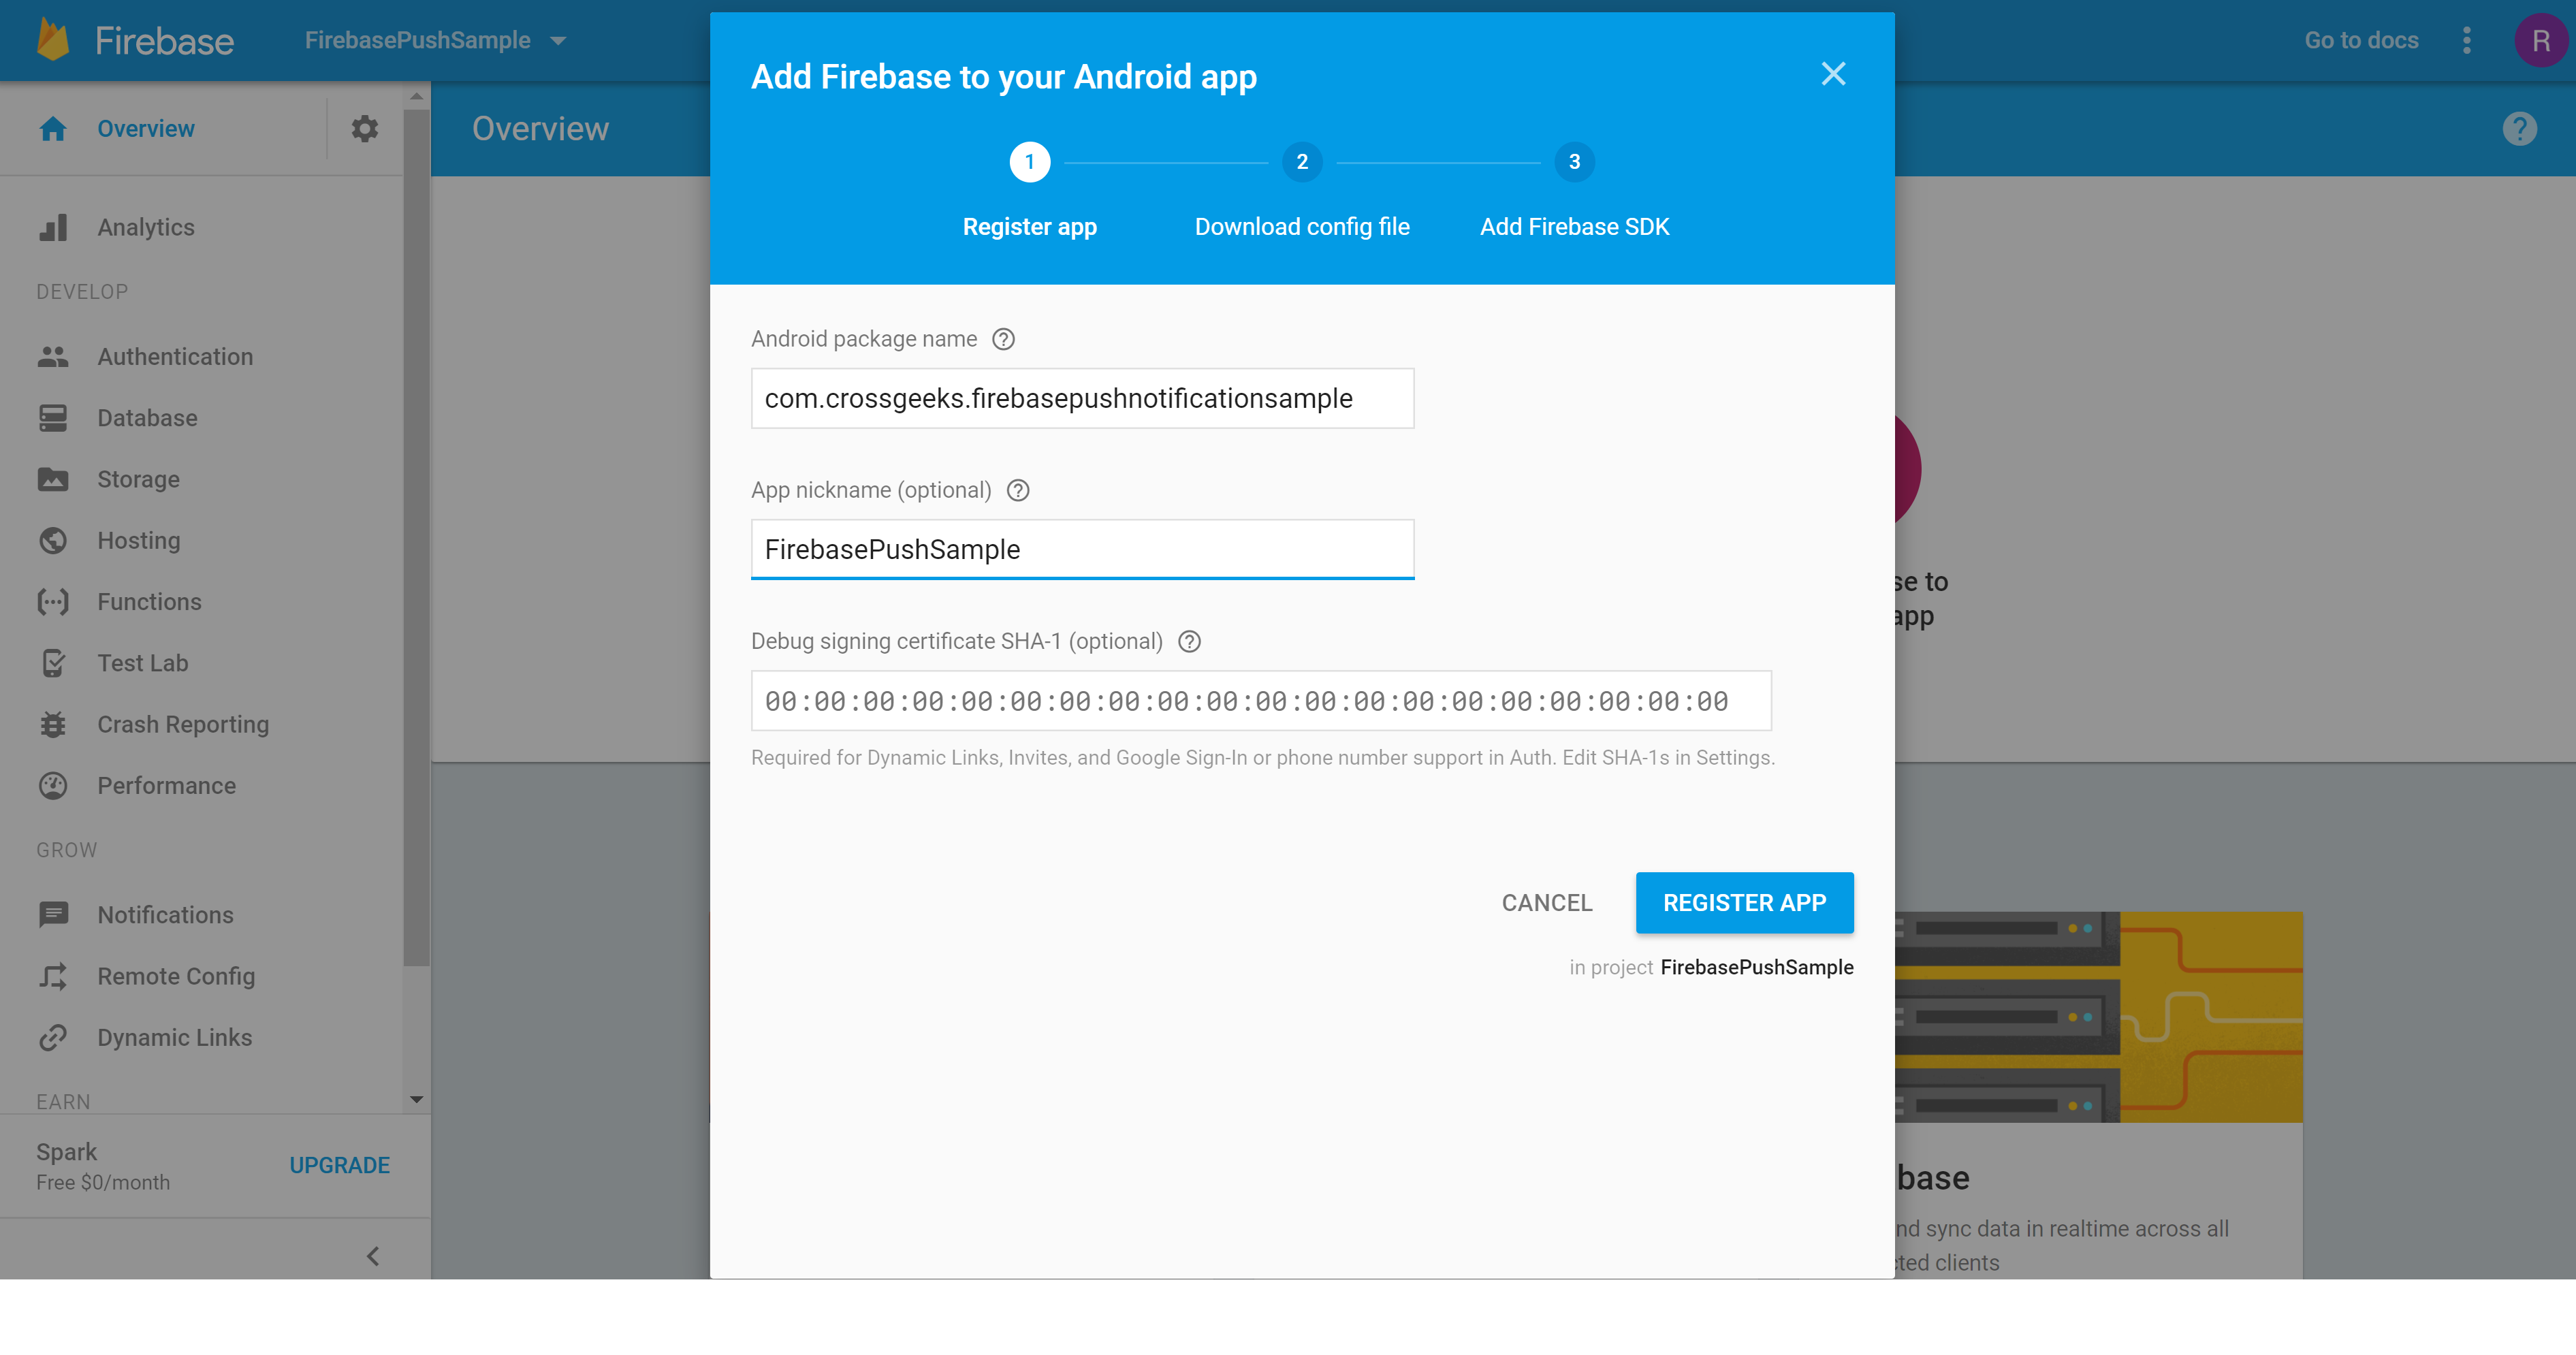 Firebase
FirebasePushSample
Go to docs
R
Overview
Analytics
DEVELOP
Authentication
Database
Storage
Hosting
Functions
Test Lab
Crash Reporting
Performance
GROW
Notifications
Remote Config
Dynamic Links
EARN
Spark
Free $0/month
UPGRADE
Overview
Add Firebase to your Android app
1
2
3
Register app
Download config file
Add Firebase SDK
Android package name
com.crossgeeks.firebasepushnotificationsample
App nickname (optional)
FirebasePushSample
Debug signing certificate SHA-1 (optional)
00:00:00:00:00:00:00:00:00:00:00:00:00:00:00:00:00:00:00:00
Required for Dynamic Links, Invites, and Google Sign-In or phone number support in Auth. Edit SHA-1s in Settings.
CANCEL
REGISTER APP
in project FirebasePushSample
se to
app
base
nd sync data in realtime across all
cted clients